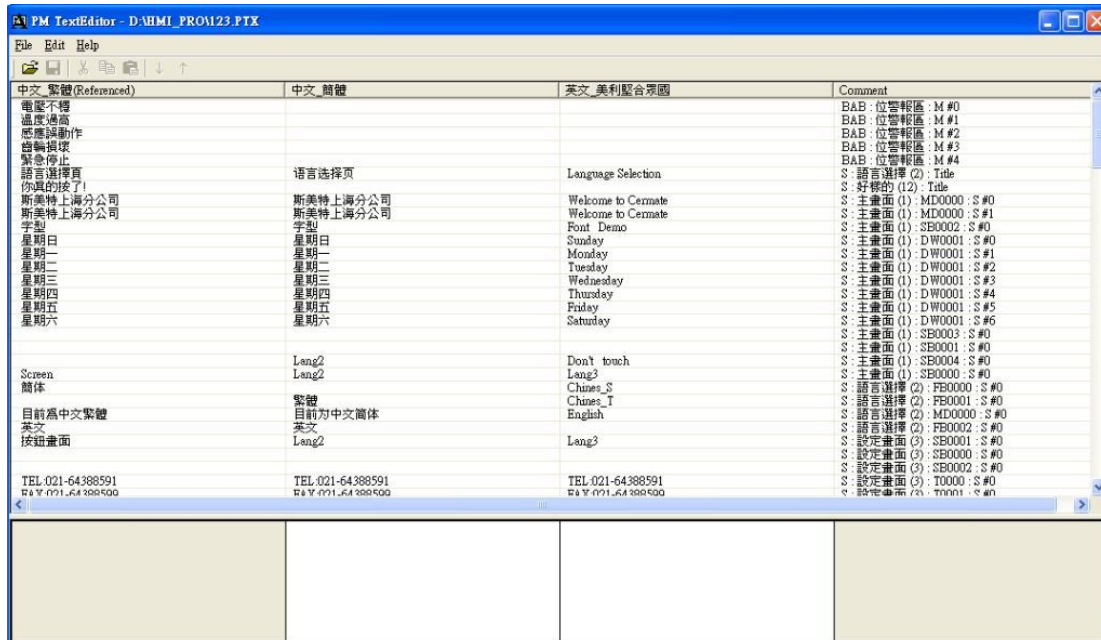 PM TextEditor - D:\HMI_PRO\123.PTX
File Edit Help
中文_繁體(Referenced) 中文_簡體 英文_美利堅合眾國 Comment
電壓不穩 BAB : 位警報區 : M #0
溫度過高 BAB : 位警報區 : M #1
感應誤動作 BAB : 位警報區 : M #2
齒輪損壞 BAB : 位警報區 : M #3
緊急停止 BAB : 位警報區 : M #4
語言選擇頁 语言选择页 Language Selection S : 語言選擇 (2) : Title
你真的按了! S : 好樣的 (12) : Title
斯美特上海分公司 斯美特上海分公司 Welcome to Cermate S : 主畫面 (1) : MD0000 : S #0
斯美特上海分公司 斯美特上海分公司 Welcome to Cermate S : 主畫面 (1) : MD0000 : S #1
字型 字型 Font Demo S : 主畫面 (1) : SB0002 : S #0
星期日 星期日 Sunday S : 主畫面 (1) : DW0001 : S #0
星期一 星期一 Monday S : 主畫面 (1) : DW0001 : S #1
星期二 星期二 Tuesday S : 主畫面 (1) : DW0001 : S #2
星期三 星期三 Wednesday S : 主畫面 (1) : DW0001 : S #3
星期四 星期四 Thursday S : 主畫面 (1) : DW0001 : S #4
星期五 星期五 Friday S : 主畫面 (1) : DW0001 : S #5
星期六 星期六 Saturday S : 主畫面 (1) : DW0001 : S #6
S : 主畫面 (1) : SB0003 : S #0
S : 主畫面 (1) : SB0001 : S #0
Lang2 Don't touch S : 主畫面 (1) : SB0004 : S #0
Screen Lang2 Lang3 S : 主畫面 (1) : SB0000 : S #0
簡体 Chines_S S : 語言選擇 (2) : FB0000 : S #0
繁體 Chines_T S : 語言選擇 (2) : FB0001 : S #0
目前爲中文繁體 目前为中文简体 English S : 語言選擇 (2) : MD0000 : S #0
英文 英文 S : 語言選擇 (2) : FB0002 : S #0
按鈕畫面 Lang2 Lang3 S : 設定畫面 (3) : SB0001 : S #0
S : 設定畫面 (3) : SB0000 : S #0
S : 設定畫面 (3) : SB0002 : S #0
TEL:021-64388591 TEL:021-64388591 TEL:021-64388591 S : 設定畫面 (3) : T0000 : S #0
FAX:021-64388599 FAX:021-64388599 FAX:021-64388599 S : 設定畫面 (3) : T0001 : S #0